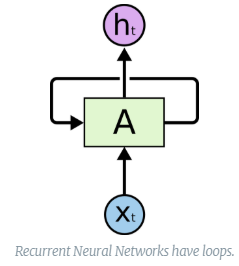 hₜ
A
xₜ
Recurrent Neural Networks have loops.